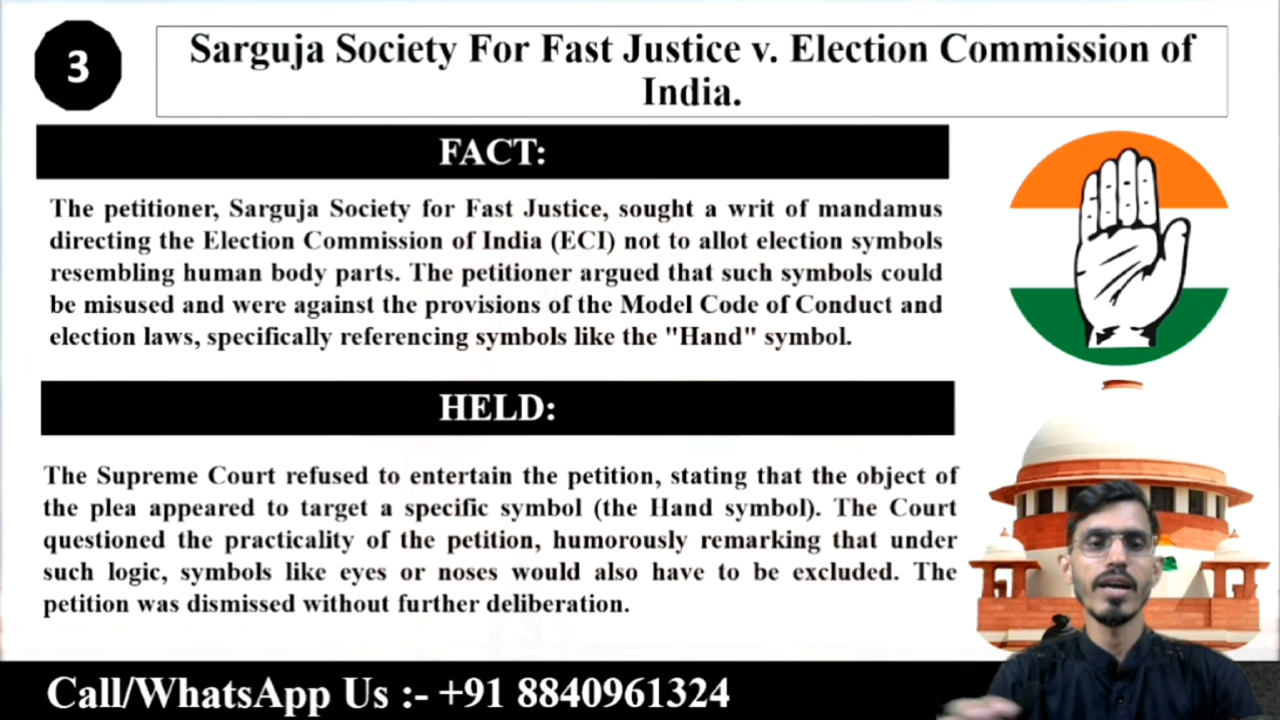 3
Sarguja Society For Fast Justice v. Election Commission of
India.
FACT:
The petitioner, Sarguja Society for Fast Justice, sought a writ of mandamus
directing the Election Commission of India (ECI) not to allot election symbols
resembling human body parts. The petitioner argued that such symbols could
be misused and were against the provisions of the Model Code of Conduct and
election laws, specifically referencing symbols like the "Hand" symbol.
HELD:
The Supreme Court refused to entertain the petition, stating that the object of
the plea appeared to target a specific symbol (the Hand symbol). The Court
questioned the practicality of the petition, humorously remarking that under
such logic, symbols like eyes or noses would also have to be excluded. The
petition was dismissed without further deliberation.
Call/WhatsApp Us :- +91 8840961324